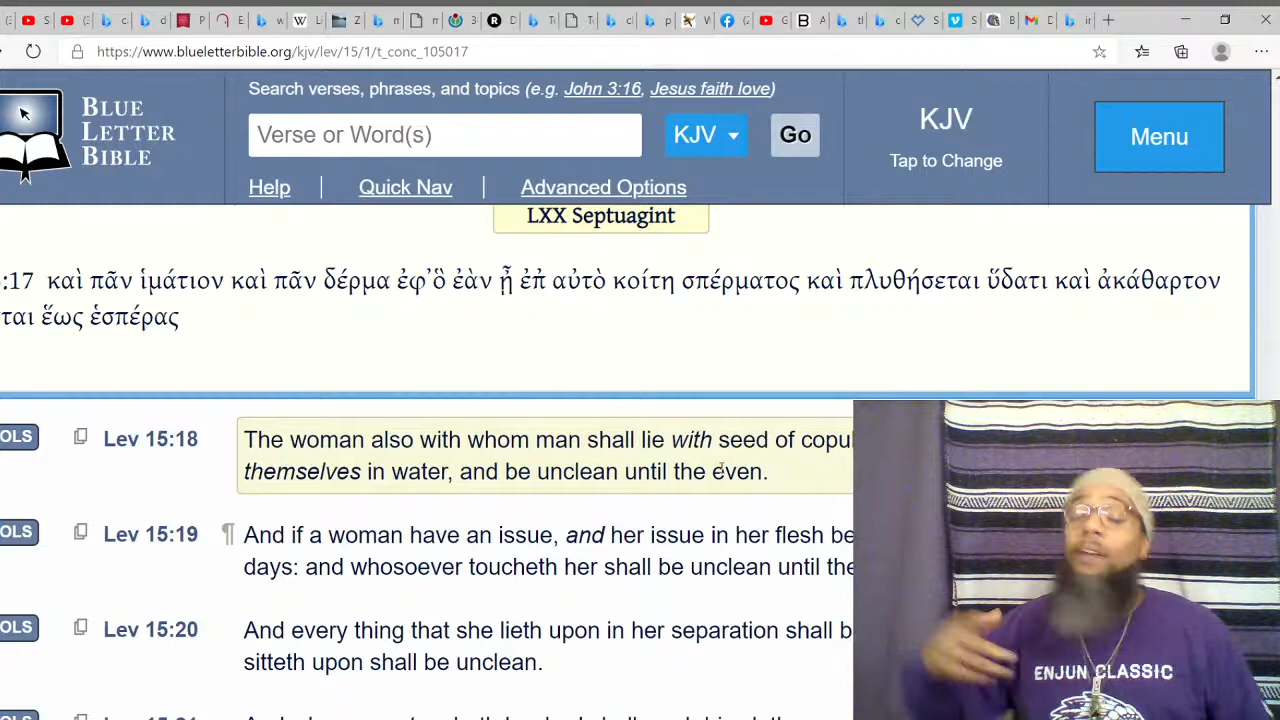 https://www.blueletterbible.org/kjv/lev/15/1/t_conc_105017
BLUE
LETTER
BIBLE
Search verses, phrases, and topics (e.g. John 3:16, Jesus faith love)
Verse or Word(s)
KJV
Go
Help | Quick Nav | Advanced Options
KJV
Tap to Change
Menu
LXX Septuagint
:17 καὶ πᾶν ἱμάτιον καὶ πᾶν δέρμα ἐφ᾽ὃ ἐὰν ᾖ ἐπ᾽ αὐτὸ κοίτη σπέρματος καὶ πλυθήσεται ὕδατι καὶ ἀκάθαρτον
ται ἕως ἑσπέρας
OLS Lev 15:18 The woman also with whom man shall lie with seed of copul
themselves in water, and be unclean until the even.
OLS Lev 15:19 ¶ And if a woman have an issue, and her issue in her flesh be
days: and whosoever toucheth her shall be unclean until the
OLS Lev 15:20 And every thing that she lieth upon in her separation shall b
sitteth upon shall be unclean.
ENJUN CLASSIC